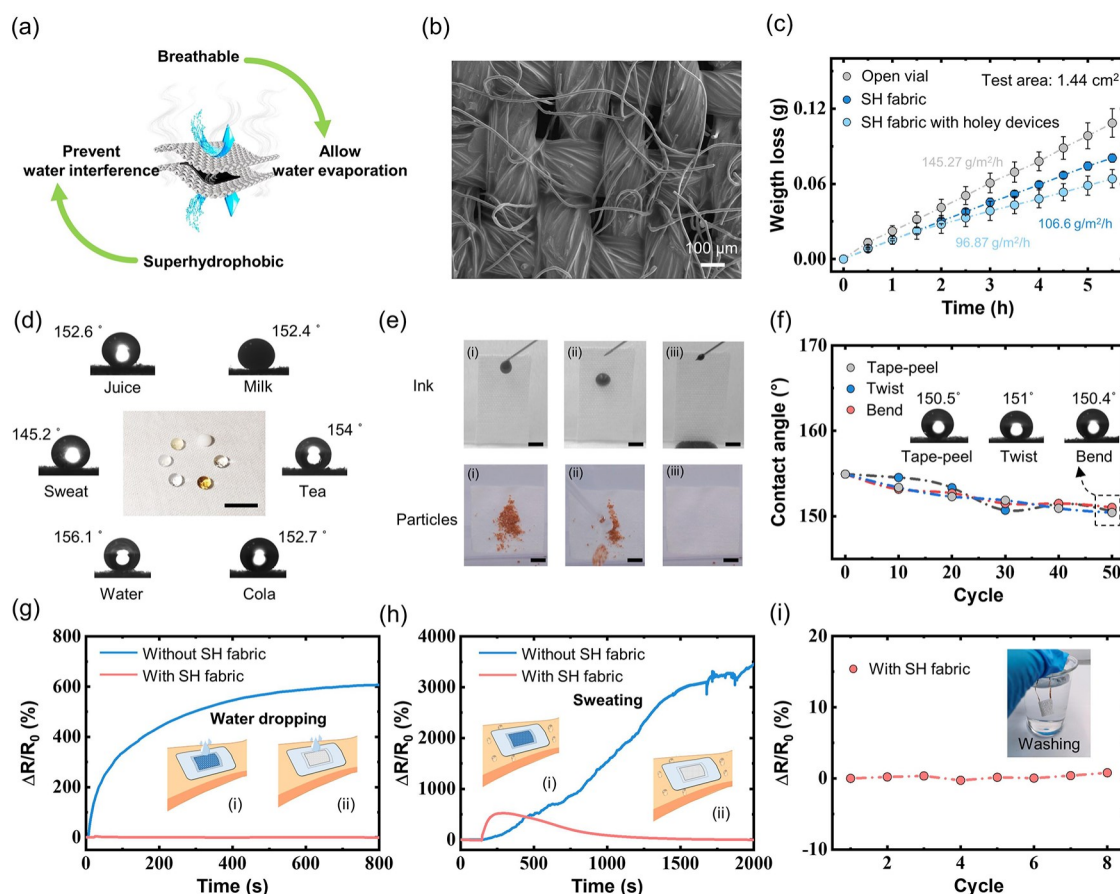 (a)
Breathable
Prevent
water interference
Allow
water evaporation
Superhydrophobic
(b)
100 μm
(c)
Weigth loss (g)
0.12
0.06
0.00
Open vial
SH fabric
SH fabric with holey devices
Test area: 1.44 cm²
145.27 g/m²/h
106.6 g/m²/h
96.87 g/m²/h
0 1 2 3 4 5
Time (h)
(d)
152.6 °
Juice
152.4 °
Milk
145.2 °
Sweat
154 °
Tea
156.1 °
Water
152.7 °
Cola
(e)
Ink
(i)
(ii)
(iii)
Particles
(i)
(ii)
(iii)
(f)
Contact angle (°)
170
160
150
140
Tape-peel
Twist
Bend
150.5°
151°
150.4°
Tape-peel
Twist
Bend
0 10 20 30 40 50
Cycle
(g)
ΔR/R0 (%)
800
600
400
200
0
Without SH fabric
With SH fabric
Water dropping
(i)
(ii)
0 200 400 600 800
Time (s)
(h)
ΔR/R0 (%)
4000
3000
2000
1000
0
Without SH fabric
With SH fabric
Sweating
(i)
(ii)
0 500 1000 1500 2000
Time (s)
(i)
ΔR/R0 (%)
20
10
0
-10
With SH fabric
Washing
2 4 6 8
Cycle